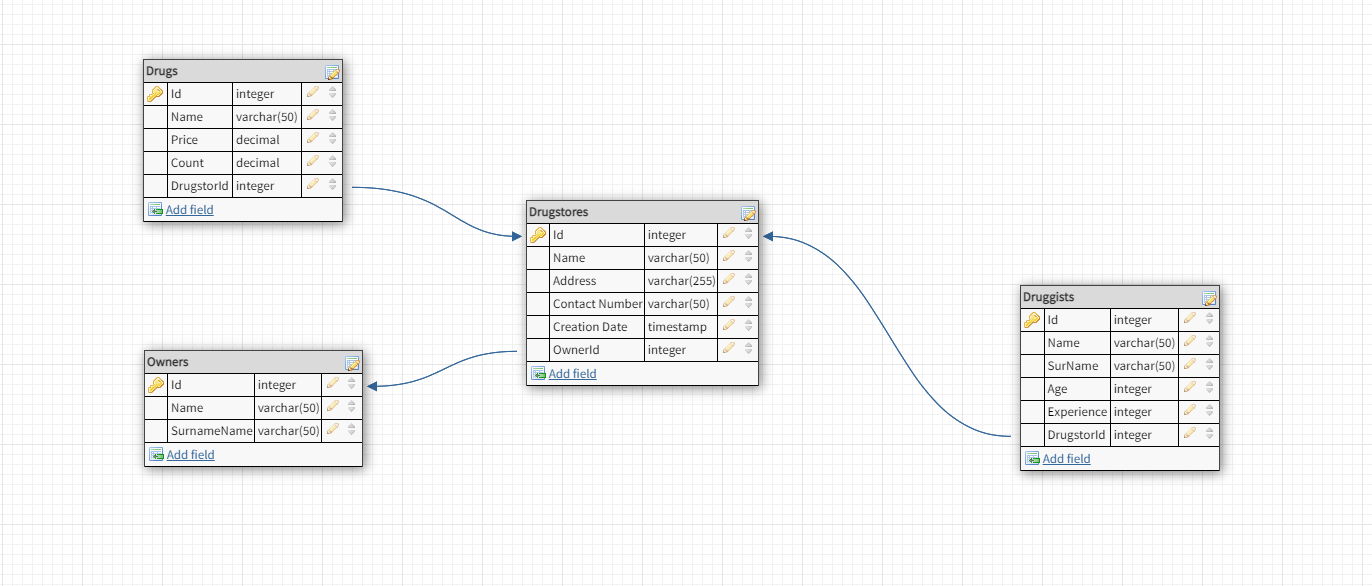 Drugs
Id integer
Name varchar(50)
Price decimal
Count decimal
DrugstorId integer
Add field
Drugstores
Id integer
Name varchar(50)
Address varchar(255)
Contact Number varchar(50)
Creation Date timestamp
OwnerId integer
Add field
Owners
Id integer
Name varchar(50)
SurnameName varchar(50)
Add field
Druggists
Id integer
Name varchar(50)
SurName varchar(50)
Age integer
Experience integer
DrugstorId integer
Add field